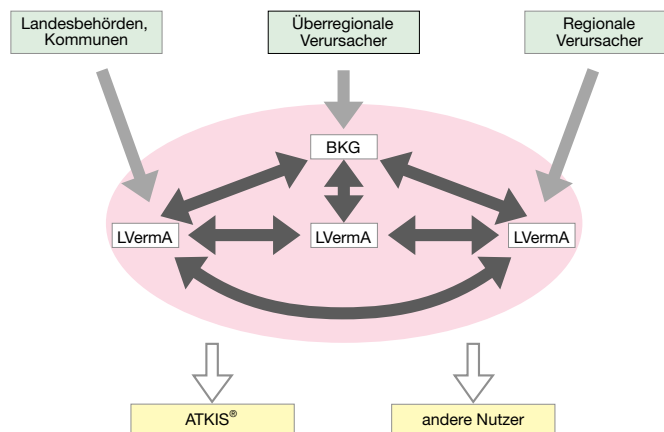 Landesbehörden,
Kommunen
Überregionale
Verursacher
Regionale
Verursacher
BKG
LVermA
LVermA
LVermA
ATKIS®
andere Nutzer